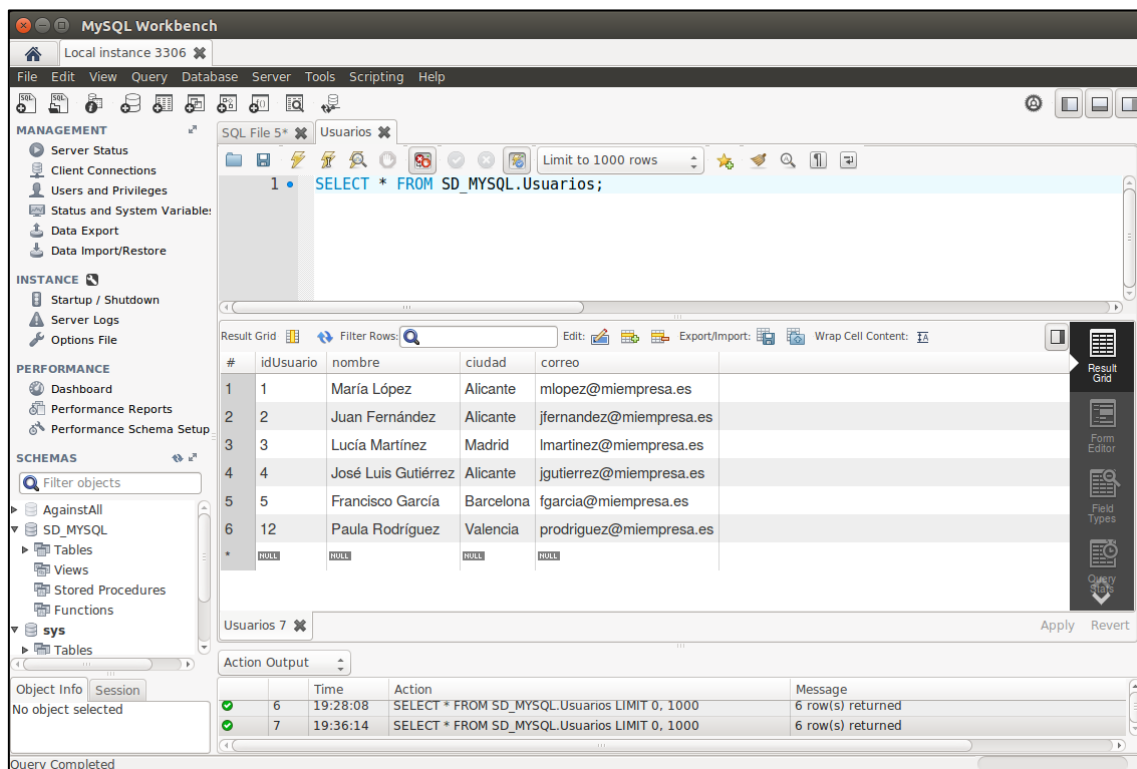 MySQL Workbench
Local instance 3306
File Edit View Query Database Server Tools Scripting Help
MANAGEMENT
Server Status
Client Connections
Users and Privileges
Status and System Variable:
Data Export
Data Import/Restore
INSTANCE
Startup / Shutdown
Server Logs
Options File
PERFORMANCE
Dashboard
Performance Reports
Performance Schema Setup
SCHEMAS
Filter objects
AgainstAll
SD_MYSQL
Tables
Views
Stored Procedures
Functions
sys
Tables
Object Info Session
No object selected
SQL File 5* Usuarios
Limit to 1000 rows
1 SELECT * FROM SD_MYSQL.Usuarios;
Result Grid Filter Rows: Edit: Export/Import: Wrap Cell Content:
# idUsuario nombre ciudad correo
1 1 María López Alicante mlopez@miempresa.es
2 2 Juan Fernández Alicante jfernandez@miempresa.es
3 3 Lucía Martínez Madrid lmartinez@miempresa.es
4 4 José Luis Gutiérrez Alicante jgutierrez@miempresa.es
5 5 Francisco García Barcelona fgarcia@miempresa.es
6 12 Paula Rodríguez Valencia prodriguez@miempresa.es
* NULL NULL NULL NULL
Result
Grid
Form
Editor
Field
Types
Query
Stats
Usuarios 7 Apply Revert
Action Output
Time Action Message
6 19:28:08 SELECT * FROM SD_MYSQL.Usuarios LIMIT 0, 1000 6 row(s) returned
7 19:36:14 SELECT * FROM SD_MYSQL.Usuarios LIMIT 0, 1000 6 row(s) returned
Query Completed